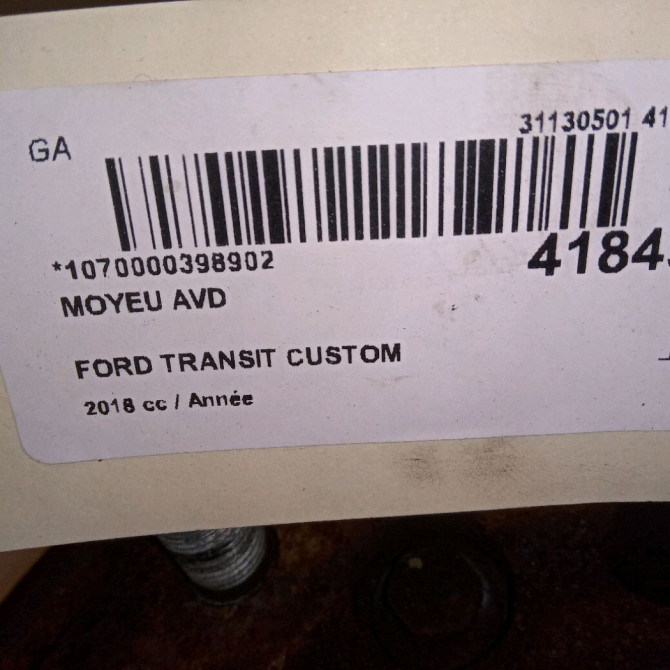 GA
31130501 41
*1070000398902
4184
MOYEU AVD
FORD TRANSIT CUSTOM
2018 cc / Année